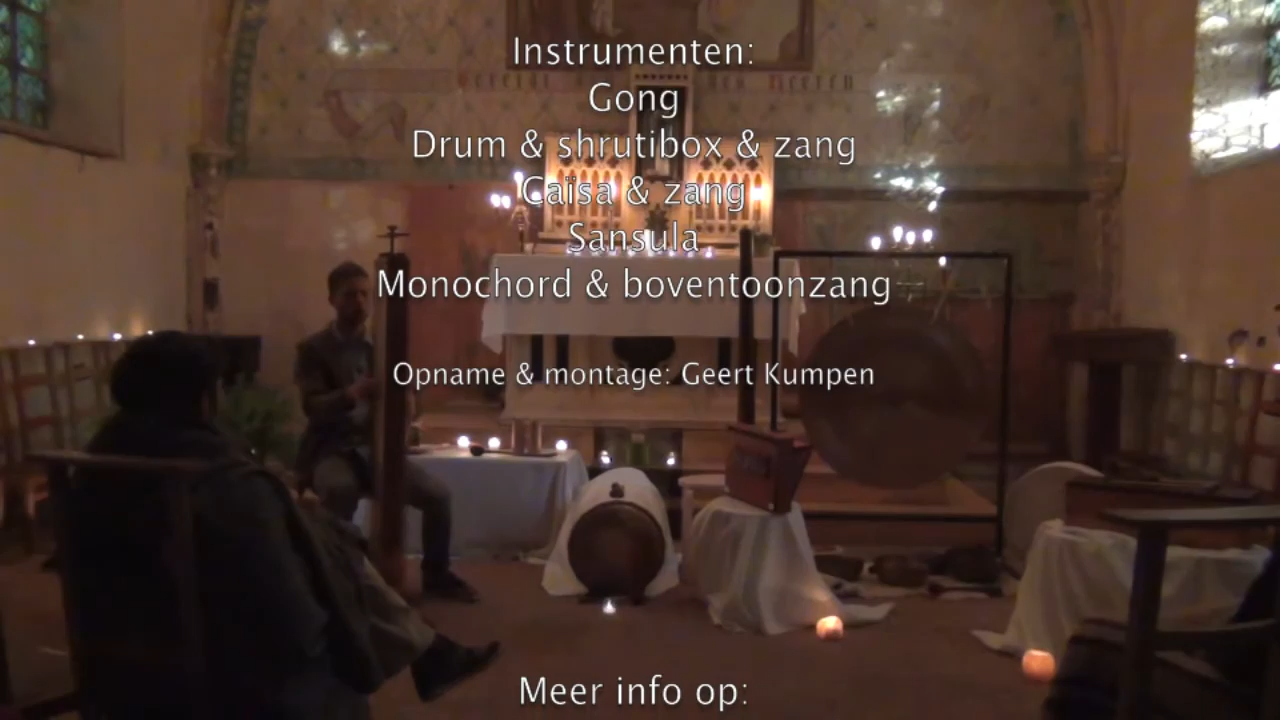 Instrumenten:
Gong
Drum & shrutibox & zang
Caïsa & zang
Sansula
Monochord & boventoonzang
Opname & montage: Geert Kumpen
Meer info op: